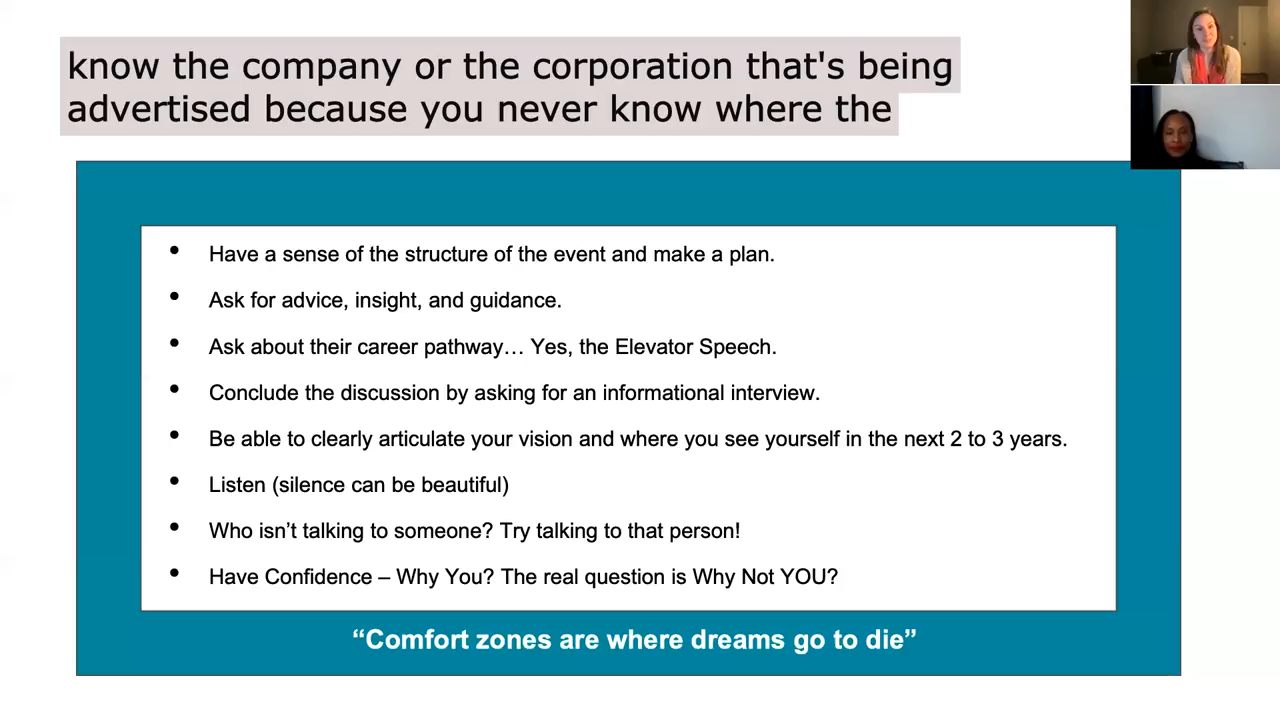 know the company or the corporation that's being
advertised because you never know where the
• Have a sense of the structure of the event and make a plan.
• Ask for advice, insight, and guidance.
• Ask about their career pathway… Yes, the Elevator Speech.
• Conclude the discussion by asking for an informational interview.
• Be able to clearly articulate your vision and where you see yourself in the next 2 to 3 years.
• Listen (silence can be beautiful)
• Who isn’t talking to someone? Try talking to that person!
• Have Confidence – Why You? The real question is Why Not YOU?
“Comfort zones are where dreams go to die”